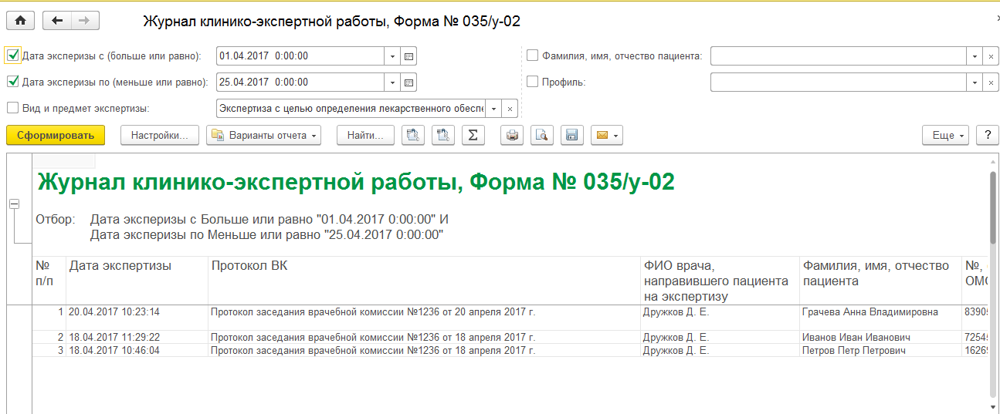 Журнал клинико-экспертной работы, Форма № 035/у-02
Дата эксперизы с (больше или равно): 01.04.2017 0:00:00 Фамилия, имя, отчество пациента:
Дата эксперизы по (меньше или равно): 25.04.2017 0:00:00 Профиль:
Вид и предмет экспертизы: Экспертиза с целью определения лекарственного
Сформировать Настройки... Варианты отчета Найти... Σ Еще ?
Журнал клинико-экспертной работы, Форма № 035/у-02
Отбор: Дата эксперизы с Больше или равно "01.04.2017 0:00:00" И
Дата эксперизы по Меньше или равно "25.04.2017 0:00:00"
№ Дата экспертизы Протокол ВК ФИО врача, Фамилия, имя, отчество №,
п/п направившего пациента пациента
на экспертизу
1 20.04.2017 10:23:14 Протокол заседания врачебной комиссии №1236 от 20 апреля 2017 г. Дружков Д. Е. Грачева Анна Владимировна
2 18.04.2017 11:29:22 Протокол заседания врачебной комиссии №1236 от 18 апреля 2017 г. Дружков Д. Е. Иванов Иван Иванович
3 18.04.2017 10:46:04 Протокол заседания врачебной комиссии №1236 от 18 апреля 2017 г. Дружков Д. Е. Петров Петр Петрович